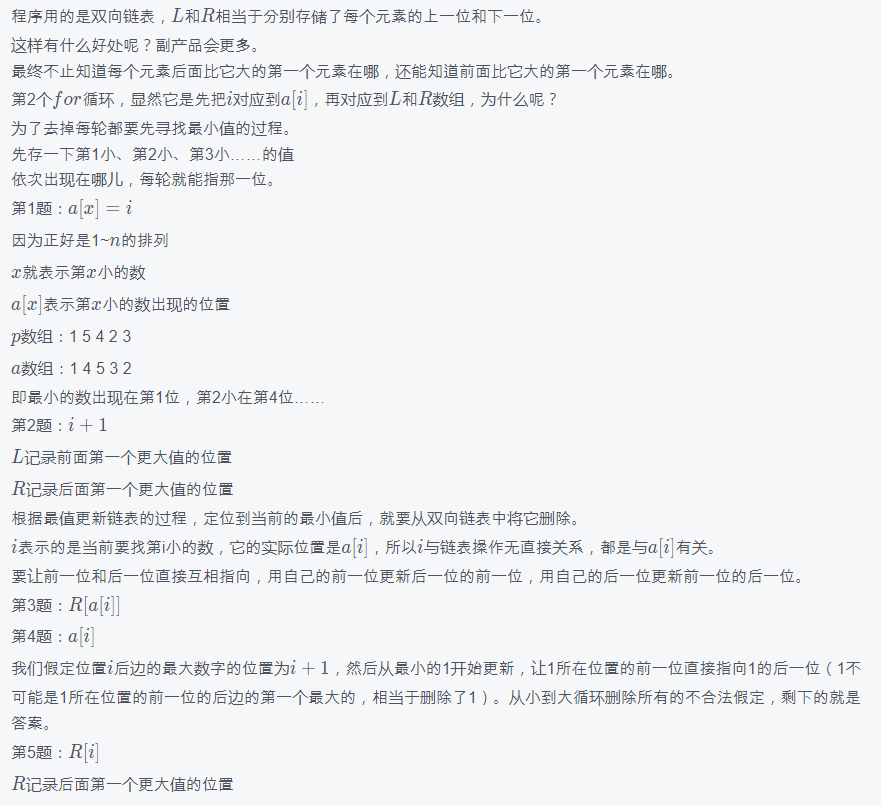 程序用的是双向链表，L和R相当于分别存储了每个元素的上一位和下一位。
这样有什么好处呢？副产品会更多。
最终不止知道每个元素后面比它大的第一个元素在哪，还能知道前面比它大的第一个元素在哪。
第2个for循环，显然它是先把i对应到a[i]，再对应到L和R数组，为什么呢？
为了去掉每轮都要先寻找最小值的过程。
先存一下第1小、第2小、第3小……的值
依次出现在哪儿，每轮就能指那一位。
第1题：a[x] = i
因为正好是1~n的排列
x就表示第x小的数
a[x]表示第x小的数出现的位置
p数组：1 5 4 2 3
a数组：1 4 5 3 2
即最小的数出现在第1位，第2小在第4位……
第2题：i + 1
L记录前面第一个更大值的位置
R记录后面第一个更大值的位置
根据最值更新链表的过程，定位到当前的最小值后，就要从双向链表中将它删除。
i表示的是当前要找第i小的数，它的实际位置是a[i]，所以i与链表操作无直接关系，都是与a[i]有关。
要让前一位和后一位直接互相指向，用自己的前一位更新后一位的前一位，用自己的后一位更新前一位的后一位。
第3题：R[a[i]]
第4题：a[i]
我们假定位置i后边的最大数字的位置为i + 1，然后从最小的1开始更新，让1所在位置的前一位直接指向1的后一位（1不
可能是1所在位置的前一位的后边的第一个最大的，相当于删除了1）。从小到大循环删除所有的不合法假定，剩下的就是
答案。
第5题：R[i]
R记录后面第一个更大值的位置